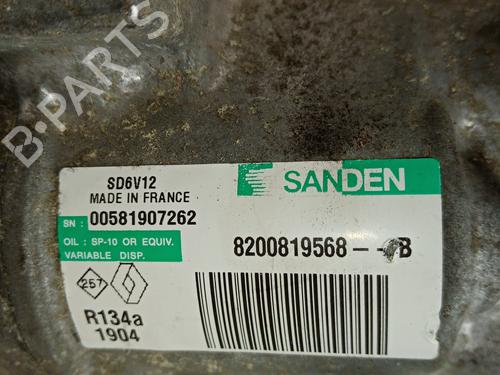 SD6V12
MADE IN FRANCE
SANDEN
SN : 00581907262
OIL : SP-10 OR EQUIV.
VARIABLE DISP.
8200819568--B
257
R134a
1904
B-PARTS